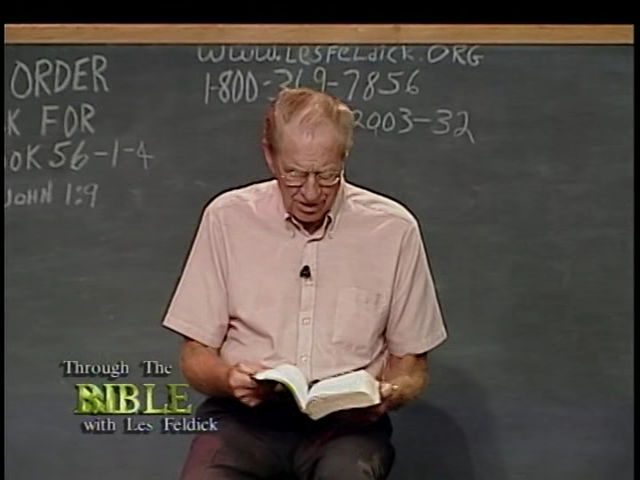 WWW.LESFELDICK.ORG
ORDER
1-800-369-7856
K FOR
2003-32
OOK 56-1-4
JOHN 1:9
Through The
BIBLE
with Les Feldick